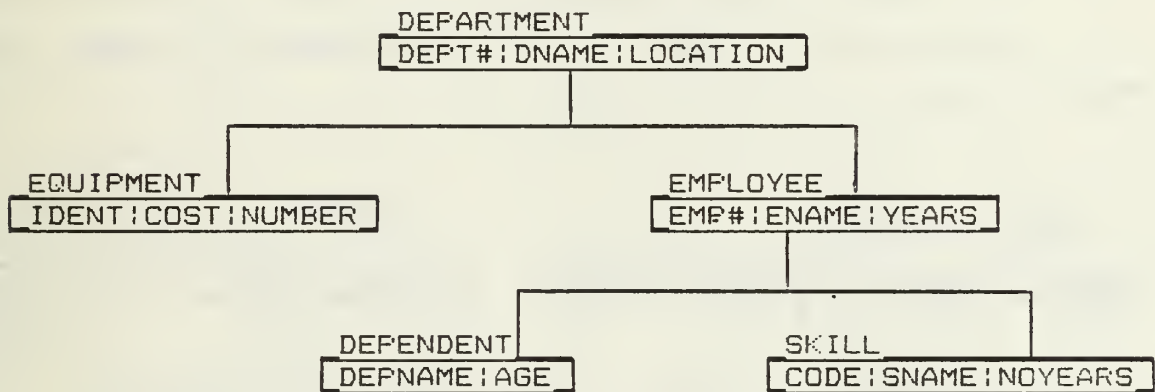 DEPARTMENT
DEPT#¦DNAME¦LOCATION
EQUIPMENT
IDENT¦COST¦NUMBER
EMPLOYEE
EMP#¦ENAME¦YEARS
DEPENDENT
DEPNAME¦AGE
SKILL
CODE¦SNAME¦NOYEARS